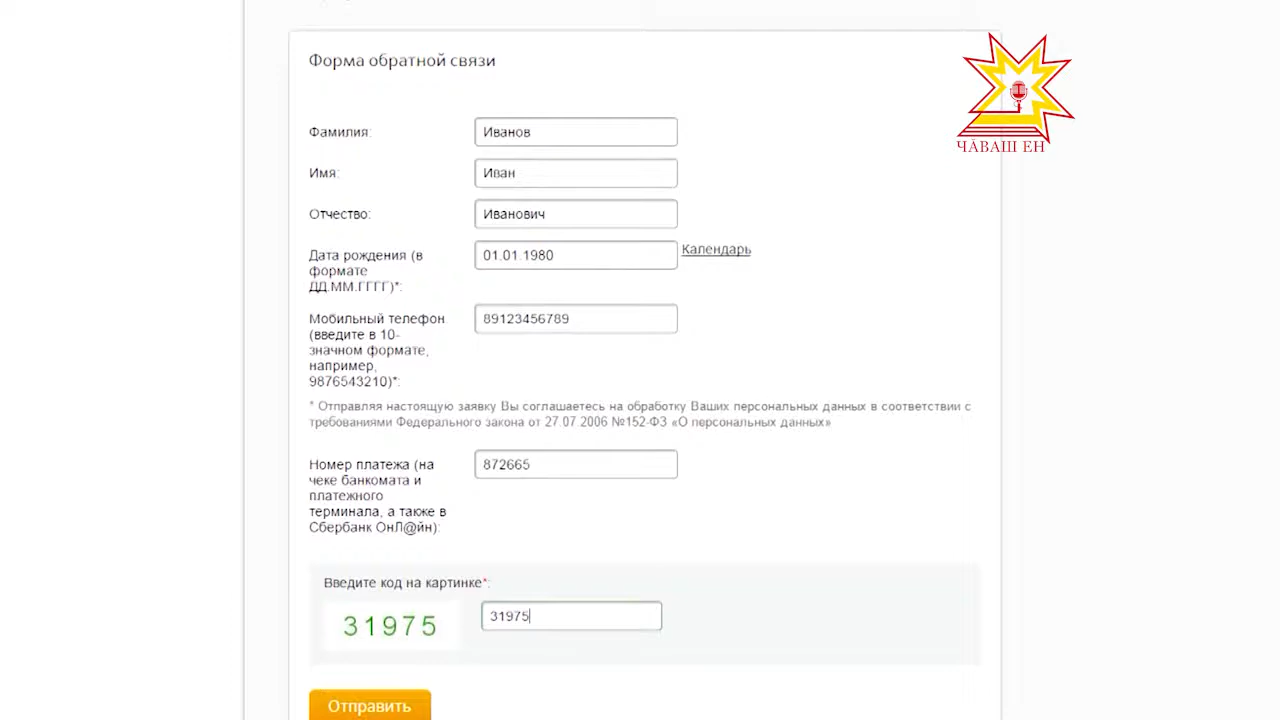 Форма обратной связи
ЧĂВАШ ЕН
Фамилия:
Иванов
Имя:
Иван
Отчество:
Иванович
Дата рождения (в
формате
ДД.ММ.ГГГГ)*:
01.01.1980
Календарь
Мобильный телефон
(введите в 10-
значном формате,
например,
9876543210)*:
89123456789
* Отправляя настоящую заявку Вы соглашаетесь на обработку Ваших персональных данных в соответствии с
требованиями Федерального закона от 27.07.2006 №152-ФЗ «О персональных данных»
Номер платежа (на
чеке банкомата и
платежного
терминала, а также в
Сбербанк ОнЛ@йн):
872665
Введите код на картинке*:
31975
31975
Отправить